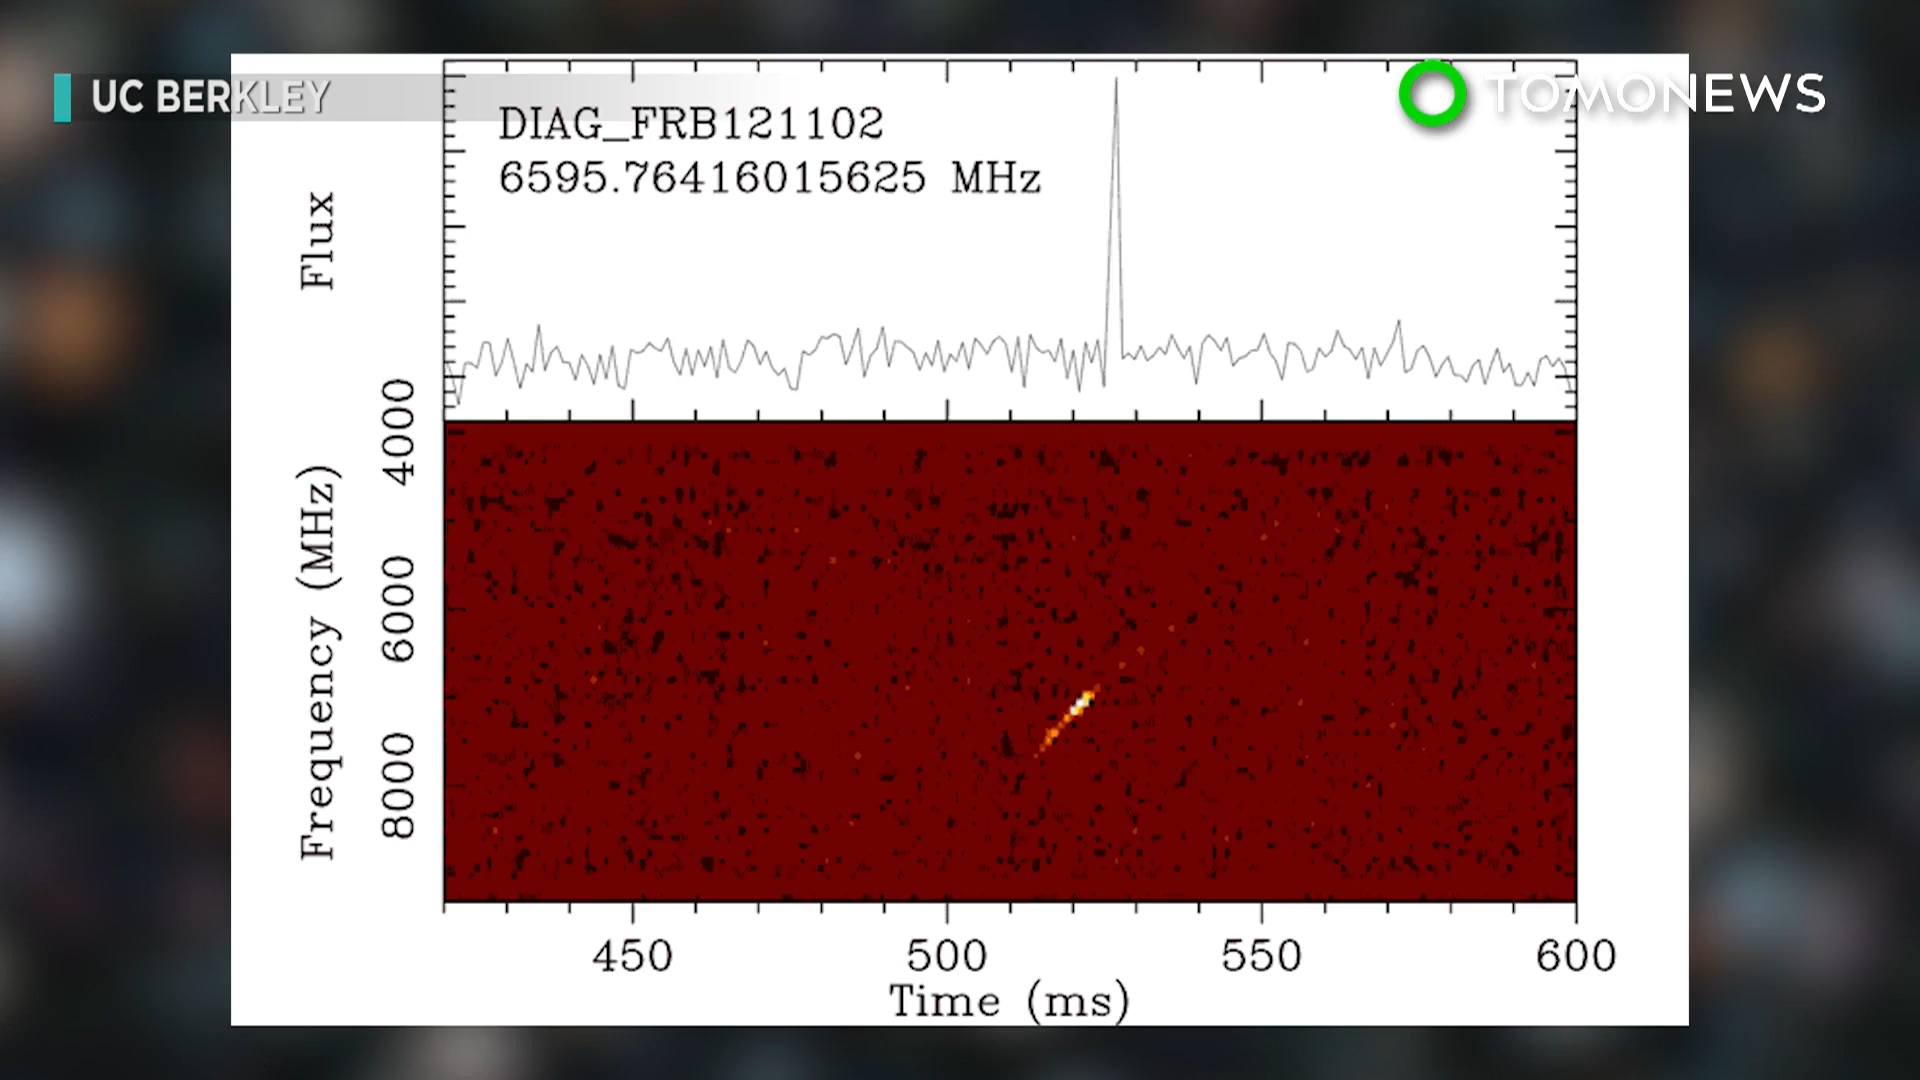 UC BERKLEY
TOMONEWS
DIAG_FRB121102
6595.76416015625 MHz
Flux
4000
6000
8000
Frequency (MHz)
450 500 550 600
Time (ms)